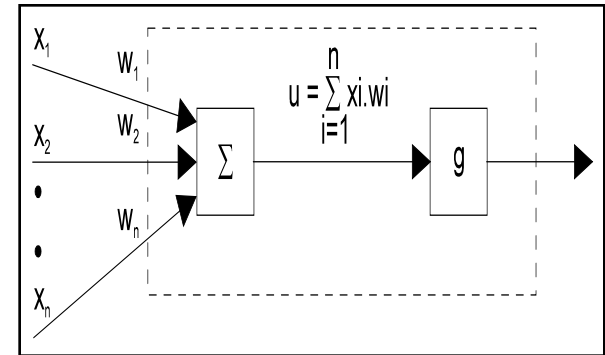 x₁
w₁
x₂
w₂
•
•
xₙ
wₙ
Σ
n
u = Σ xi.wi
i=1
g